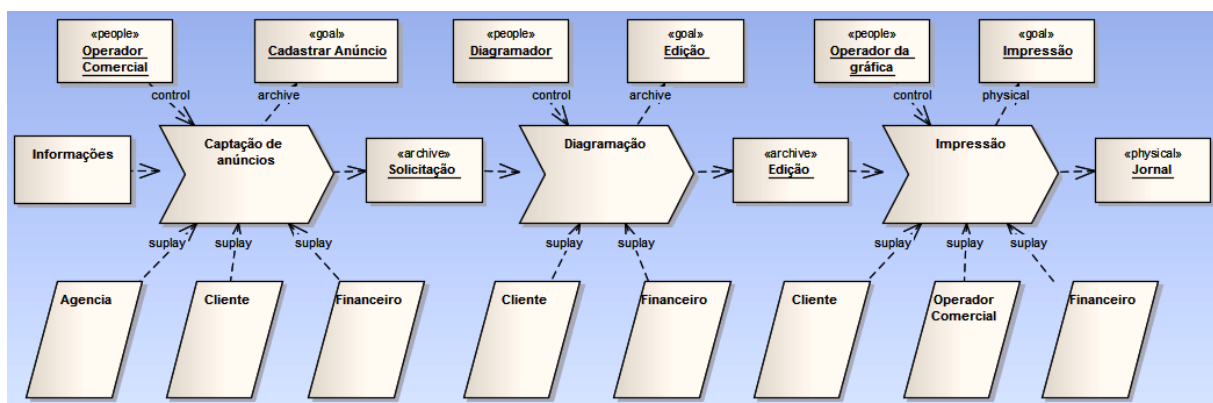 «people»
Operador
Comercial
«goal»
Cadastrar Anúncio
«people»
Diagramador
«goal»
Edição
«people»
Operador da
gráfica
«goal»
Impressão
control
archive
control
archive
control
physical
Informações
Captação de
anúncios
«archive»
Solicitação
Diagramação
«archive»
Edição
Impressão
«physical»
Jornal
suplay
suplay
suplay
suplay
suplay
suplay
suplay
suplay
Agencia
Cliente
Financeiro
Cliente
Financeiro
Cliente
Operador
Comercial
Financeiro